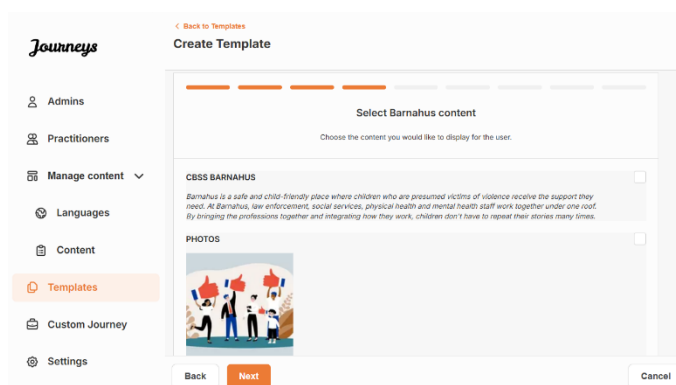 < Back to Templates
Journeys
Create Template
Select Barnahus content
Choose the content you would like to display for the user.
Admins
Practitioners
Manage content
Languages
Content
Templates
Custom Journey
Settings
CBSS BARNAHUS
Barnahus is a safe and child-friendly place where children who are presumed victims of violence receive the support they
need. At Barnahus, law enforcement, social services, physical health and mental health staff work together under one roof.
By bringing the professions together and integrating how they work, children don't have to repeat their stories many times.
PHOTOS
Back
Next
Cancel